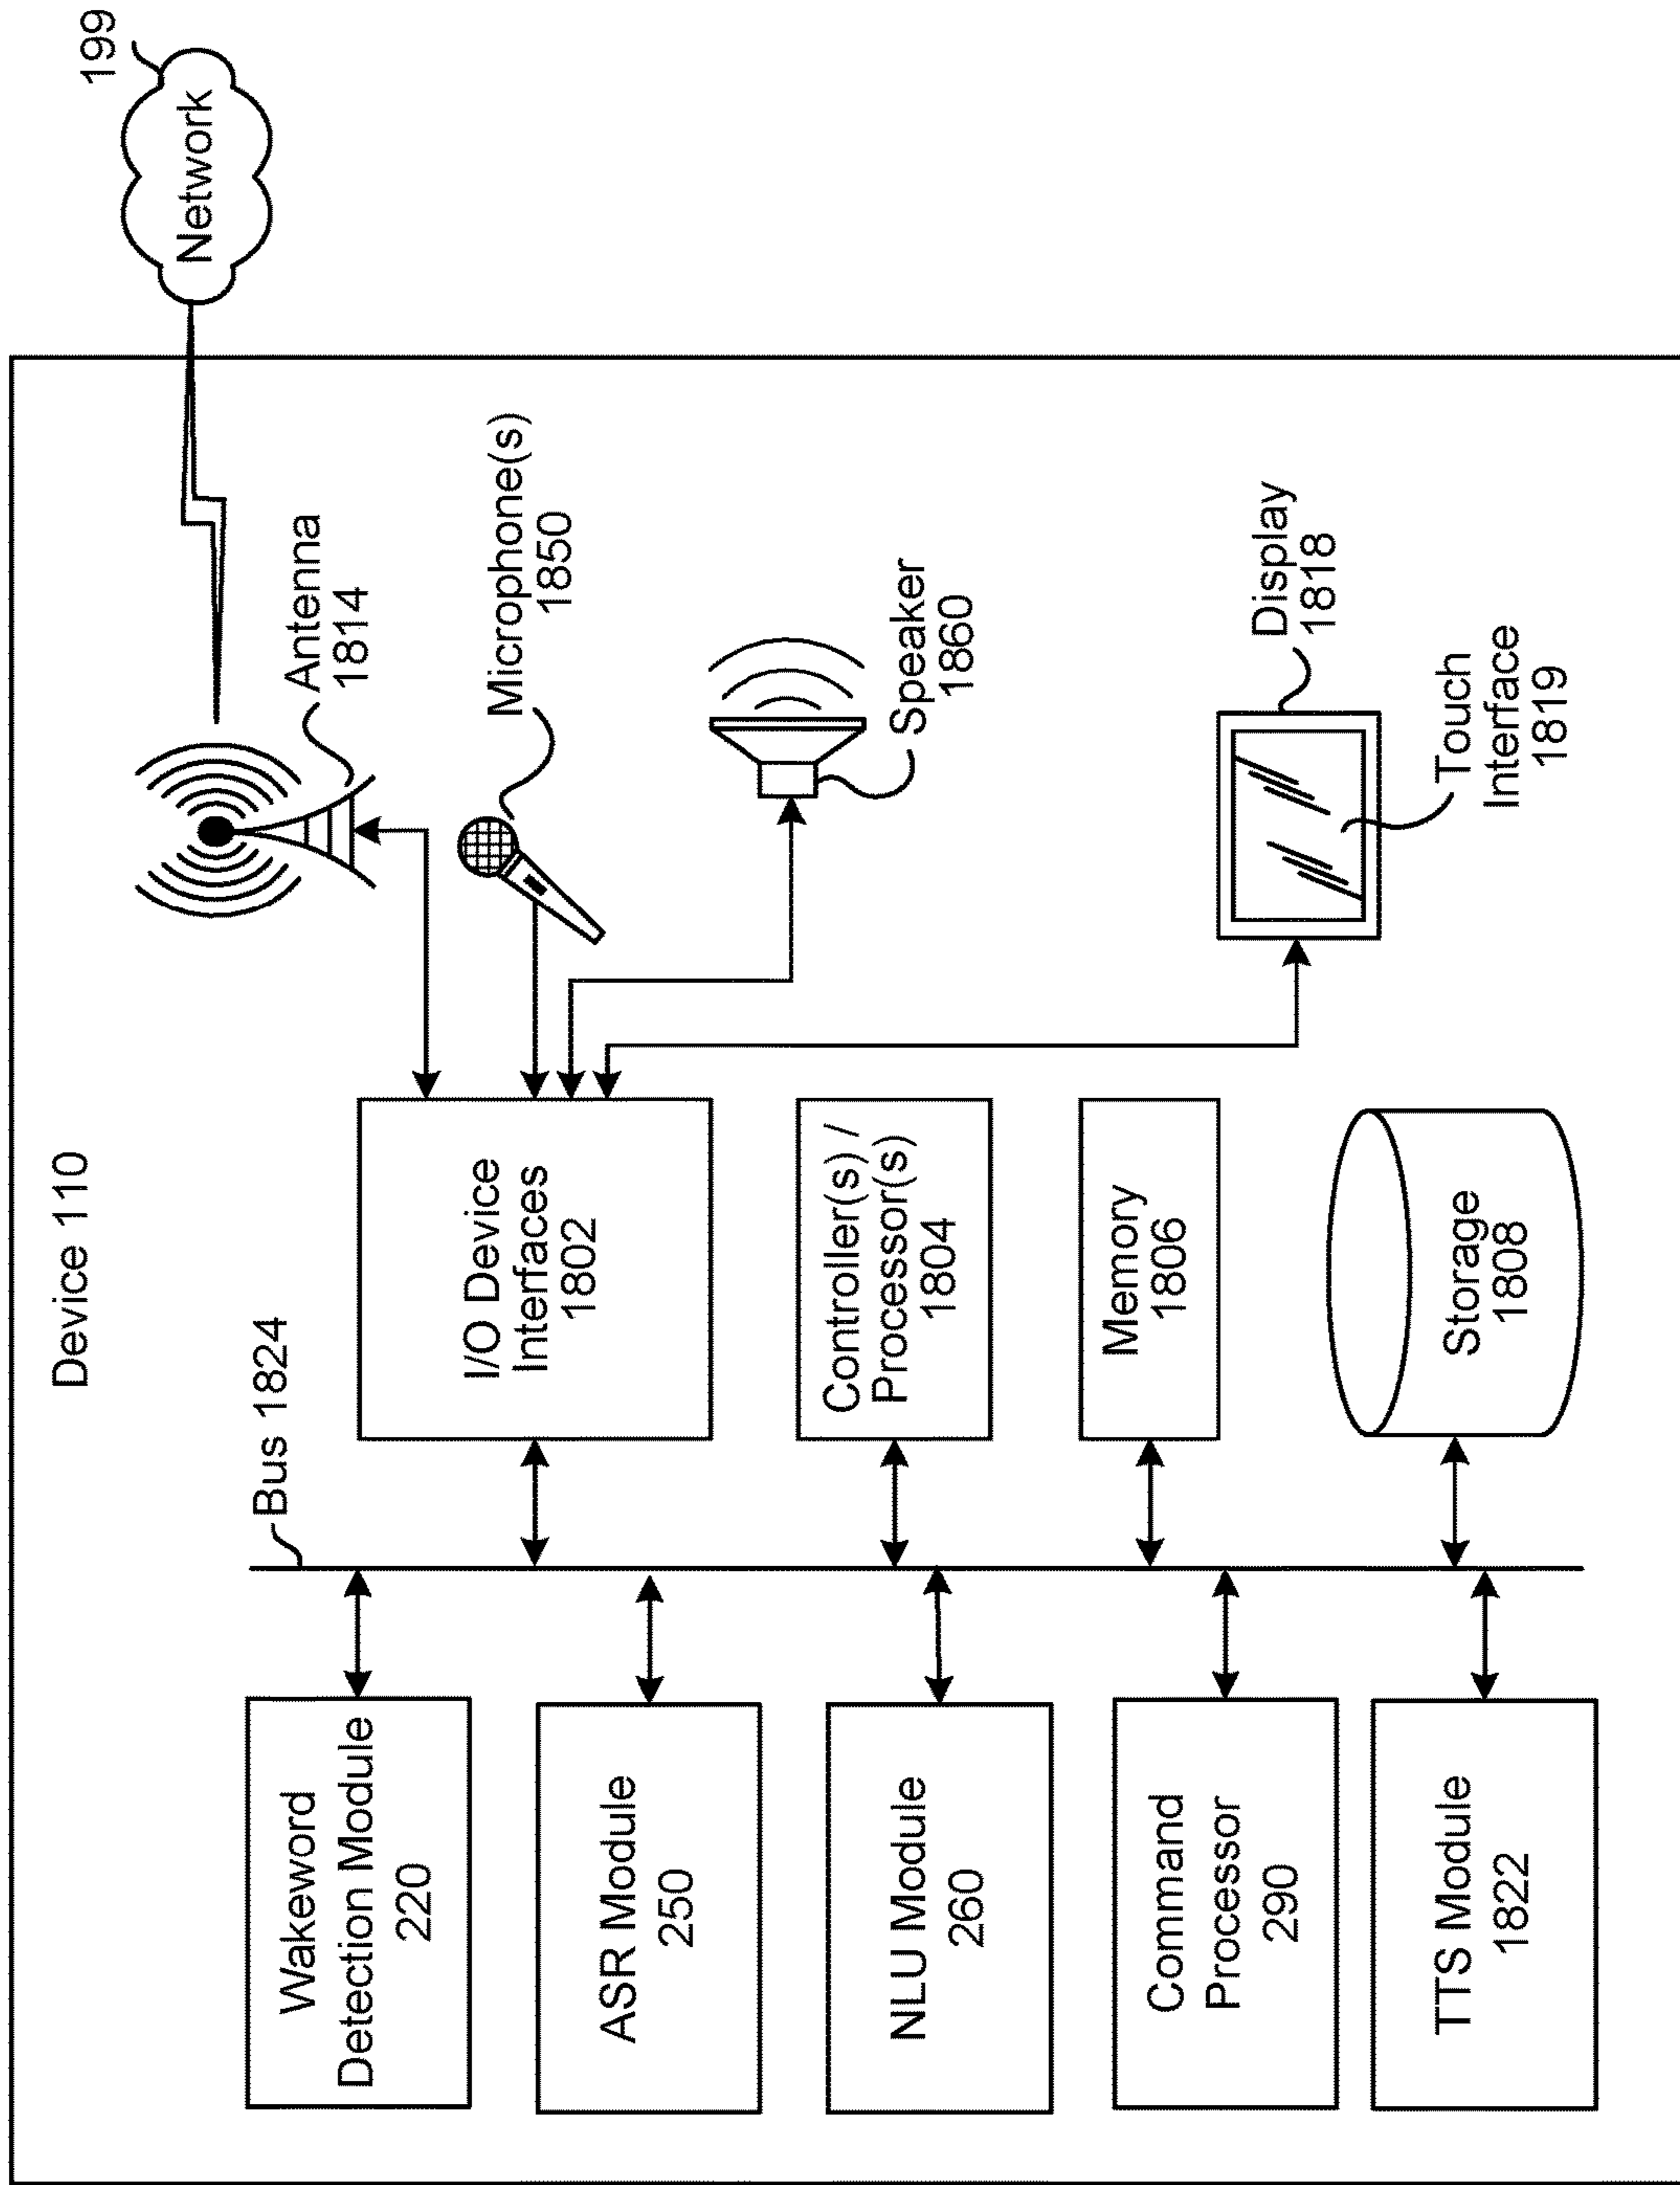 Device 110
Bus 1824
Wakeword
Detection Module
220
ASR Module
250
NLU Module
260
Command
Processor
290
TTS Module
1822
I/O Device
Interfaces
1802
Controller(s) /
Processor(s)
1804
Memory
1806
Storage
1808
Antenna
1814
Microphone(s)
1850
Speaker
1860
Display
1818
Touch
Interface
1819
Network
199